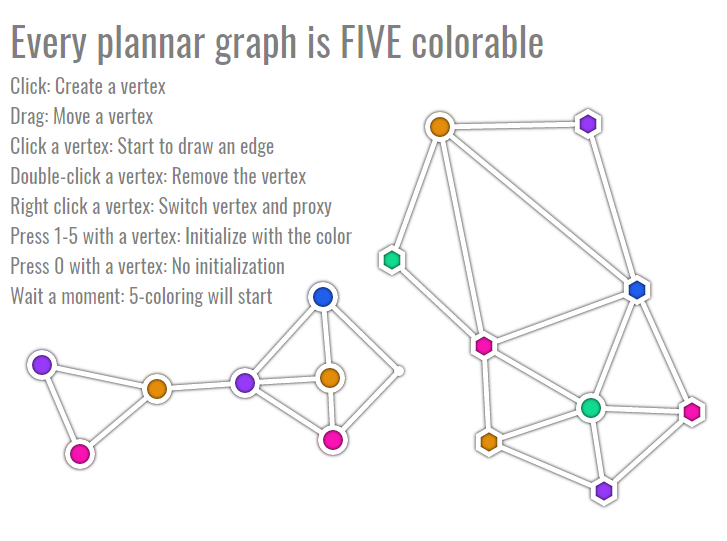 Every plannar graph is FIVE colorable
Click: Create a vertex
Drag: Move a vertex
Click a vertex: Start to draw an edge
Double-click a vertex: Remove the vertex
Right click a vertex: Switch vertex and proxy
Press 1-5 with a vertex: Initialize with the color
Press 0 with a vertex: No initialization
Wait a moment: 5-coloring will start